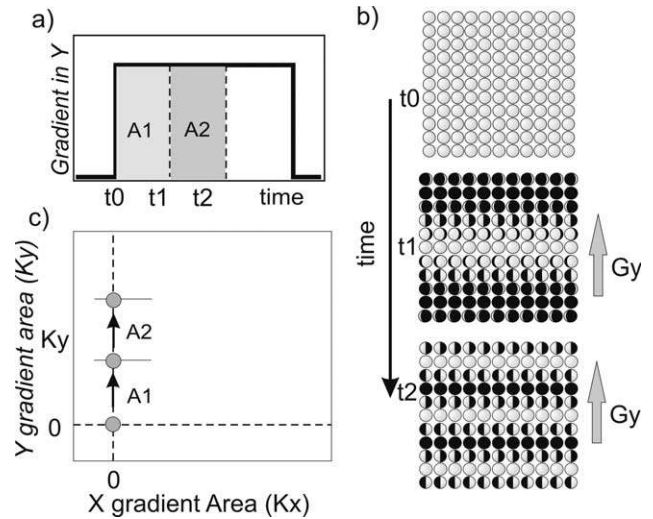 a)
Gradient in Y
A1
A2
t0
t1
t2
time
b)
t0
time
t1
Gy
t2
Gy
c)
Y gradient area (Ky)
Ky
A2
A1
0
0
X gradient Area (Kx)